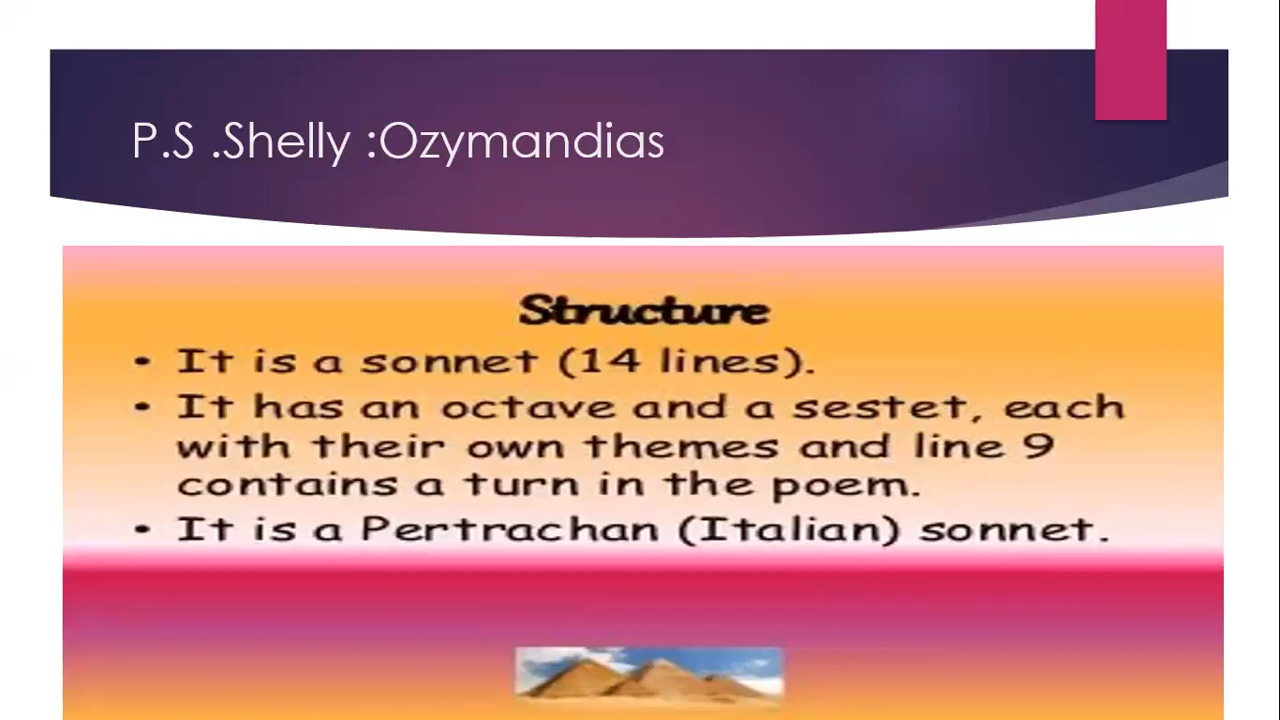 P.S .Shelly :Ozymandias
Structure
• It is a sonnet (14 lines).
• It has an octave and a sestet, each
with their own themes and line 9
contains a turn in the poem.
• It is a Pertrachan (Italian) sonnet.